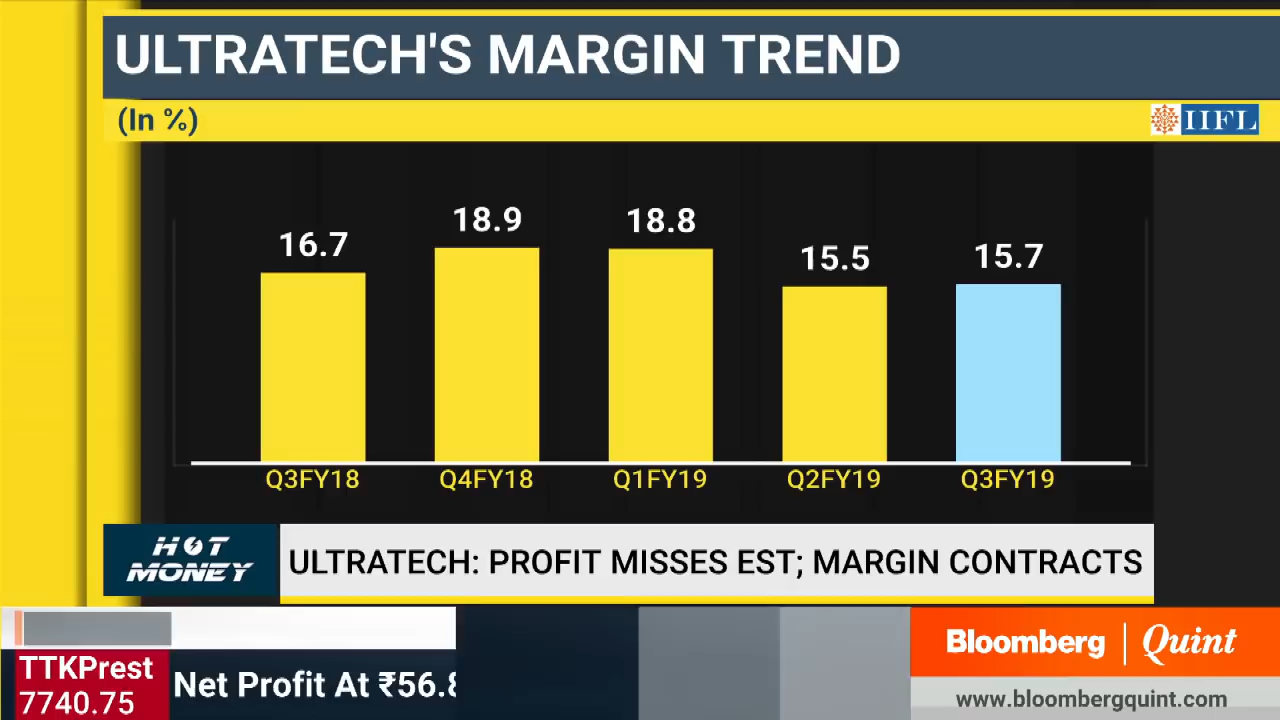 ULTRATECH'S MARGIN TREND
(In %)
IIFL
16.7
18.9
18.8
15.5
15.7
Q3FY18
Q4FY18
Q1FY19
Q2FY19
Q3FY19
HOT
MONEY
ULTRATECH: PROFIT MISSES EST; MARGIN CONTRACTS
TTKPrest
7740.75
Net Profit At ₹56.8
Bloomberg | Quint
www.bloombergquint.com